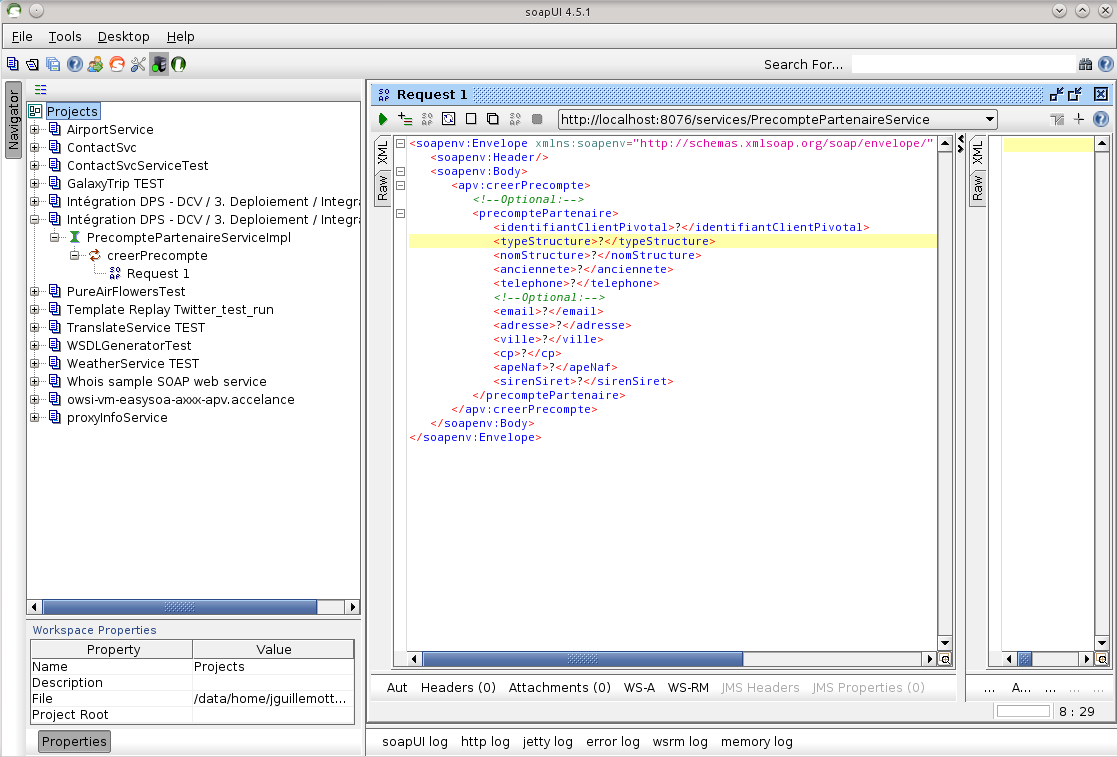 soapUI 4.5.1
File Tools Desktop Help
Search For...
Navigator
Projects
AirportService
ContactSvc
ContactSvcServiceTest
GalaxyTrip TEST
Intégration DPS - DCV / 3. Deploiement / Integra
Intégration DPS - DCV / 3. Deploiement / Integra
PrecomptePartenaireServiceImpl
creerPrecompte
Request 1
PureAirFlowersTest
Template Replay Twitter_test_run
TranslateService TEST
WSDLGeneratorTest
WeatherService TEST
Whois sample SOAP web service
owsi-vm-easysoa-axxx-apv.accelance
proxyInfoService
Workspace Properties
Property Value
Name Projects
Description
File /data/home/jguillemott...
Project Root
Properties
Request 1
http://localhost:8076/services/PrecomptePartenaireService
XML
Raw
<soapenv:Envelope xmlns:soapenv="http://schemas.xmlsoap.org/soap/envelope/"
<soapenv:Header/>
<soapenv:Body>
<apv:creerPrecompte>
<!--Optional:-->
<precomptePartenaire>
<identifiantClientPivotal>?</identifiantClientPivotal>
<typeStructure>?</typeStructure>
<nomStructure>?</nomStructure>
<anciennete>?</anciennete>
<telephone>?</telephone>
<!--Optional:-->
<email>?</email>
<adresse>?</adresse>
<ville>?</ville>
<cp>?</cp>
<apeNaf>?</apeNaf>
<sirenSiret>?</sirenSiret>
</precomptePartenaire>
</apv:creerPrecompte>
</soapenv:Body>
</soapenv:Envelope>
XML
Raw
Aut Headers (0) Attachments (0) WS-A WS-RM JMS Headers JMS Properties (0)
... A... ... ... ...
8 : 29
soapUI log http log jetty log error log wsrm log memory log